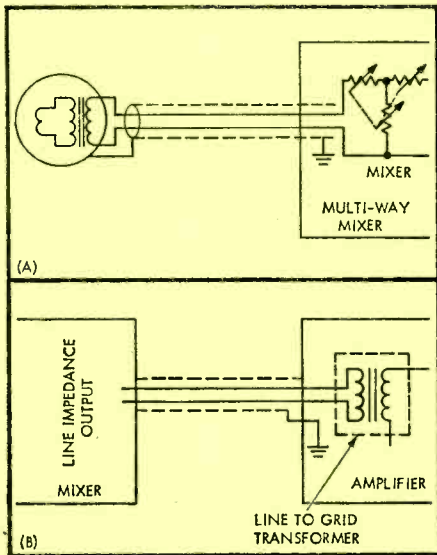 MIXER
MULTI-WAY
MIXER
(A)
LINE IMPEDANCE
OUTPUT
MIXER
AMPLIFIER
LINE TO GRID
TRANSFORMER
(B)